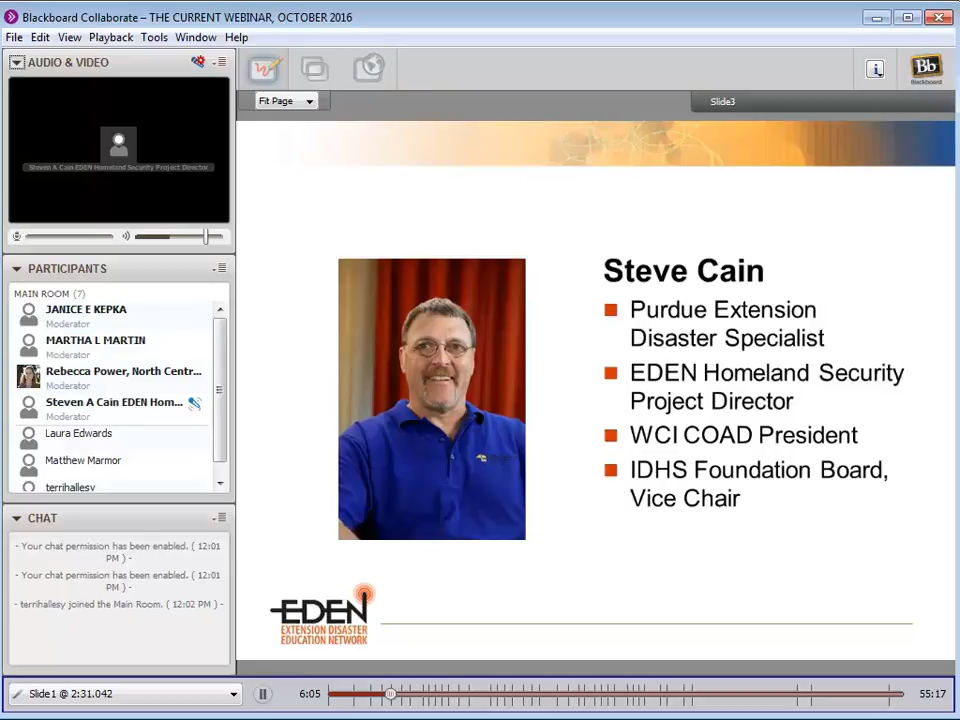 Blackboard Collaborate – THE CURRENT WEBINAR, OCTOBER 2016
File Edit View Playback Tools Window Help
AUDIO & VIDEO
Steven A Cain EDEN Homeland Security Project Director
PARTICIPANTS
MAIN ROOM (7)
JANICE E KEPKA
Moderator
MARTHA L MARTIN
Moderator
Rebecca Power, North Centr...
Moderator
Steven A Cain EDEN Hom...
Moderator
Laura Edwards
Matthew Marmor
terrihallesy
CHAT
- Your chat permission has been enabled. ( 12:01
PM ) -
- Your chat permission has been enabled. ( 12:01
PM ) -
- terrihallesy joined the Main Room. ( 12:02 PM ) -
Fit Page
Slide3
i
Bb
Blackboard
Steve Cain
Purdue Extension
Disaster Specialist
EDEN Homeland Security
Project Director
WCI COAD President
IDHS Foundation Board,
Vice Chair
EDEN
EXTENSION DISASTER
EDUCATION NETWORK
Slide1 @ 2:31.042
6:05
55:17